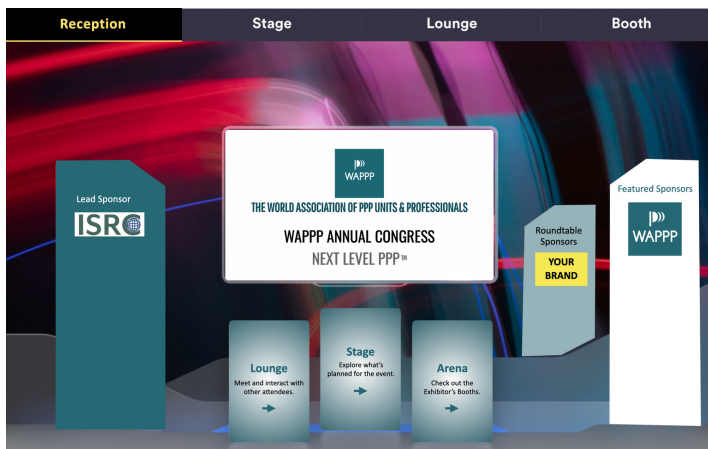 Reception
Stage
Lounge
Booth
WAPPP
THE WORLD ASSOCIATION OF PPP UNITS & PROFESSIONALS
WAPPP ANNUAL CONGRESS
NEXT LEVEL PPP™
Lead Sponsor
ISRC
Roundtable
Sponsors
YOUR
BRAND
Featured Sponsors
WAPPP
Lounge
Meet and interact with
other attendees.
Stage
Explore what's
planned for the event.
Arena
Check out the
Exhibitor's Booths.